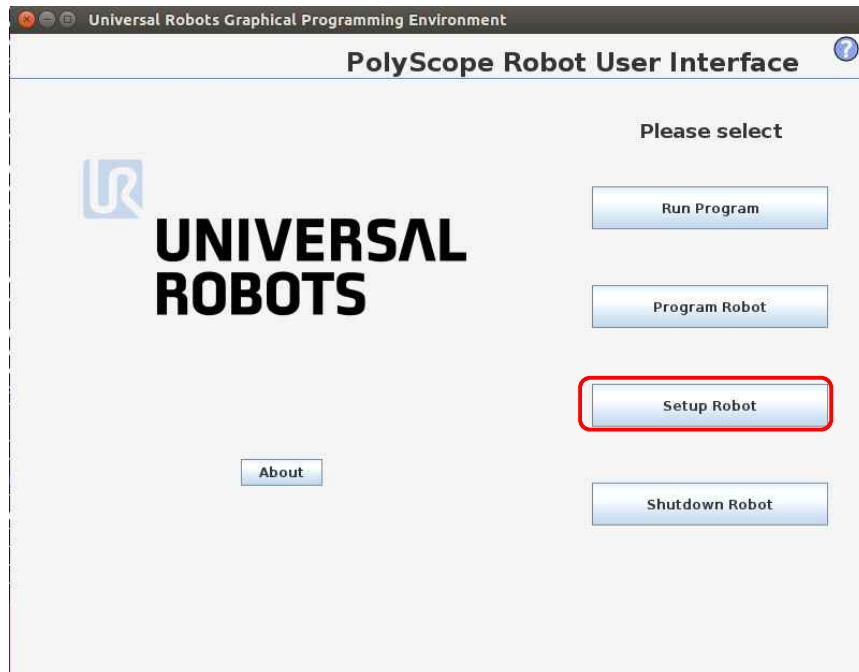 Universal Robots Graphical Programming Environment
PolyScope Robot User Interface
?
Please select
UR
UNIVERSAL
ROBOTS
Run Program
Program Robot
Setup Robot
About
Shutdown Robot